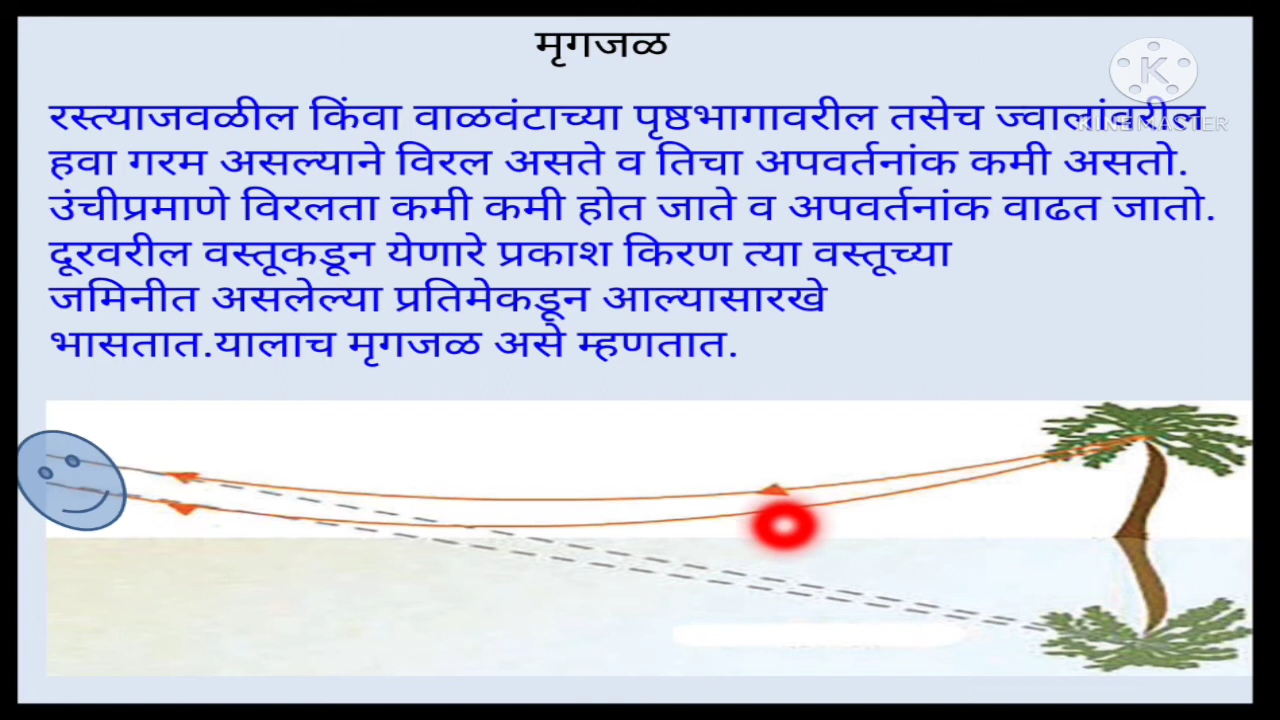 मृगजळ
रस्त्याजवळील किंवा वाळवंटाच्या पृष्ठभागावरील तसेच ज्वालांवरील
हवा गरम असल्याने विरल असते व तिचा अपवर्तनांक कमी असतो.
उंचीप्रमाणे विरलता कमी कमी होत जाते व अपवर्तनांक वाढत जातो.
दूरवरील वस्तूकडून येणारे प्रकाश किरण त्या वस्तूच्या
जमिनीत असलेल्या प्रतिमेकडून आल्यासारखे
भासतात.यालाच मृगजळ असे म्हणतात.
K
KINEMASTER